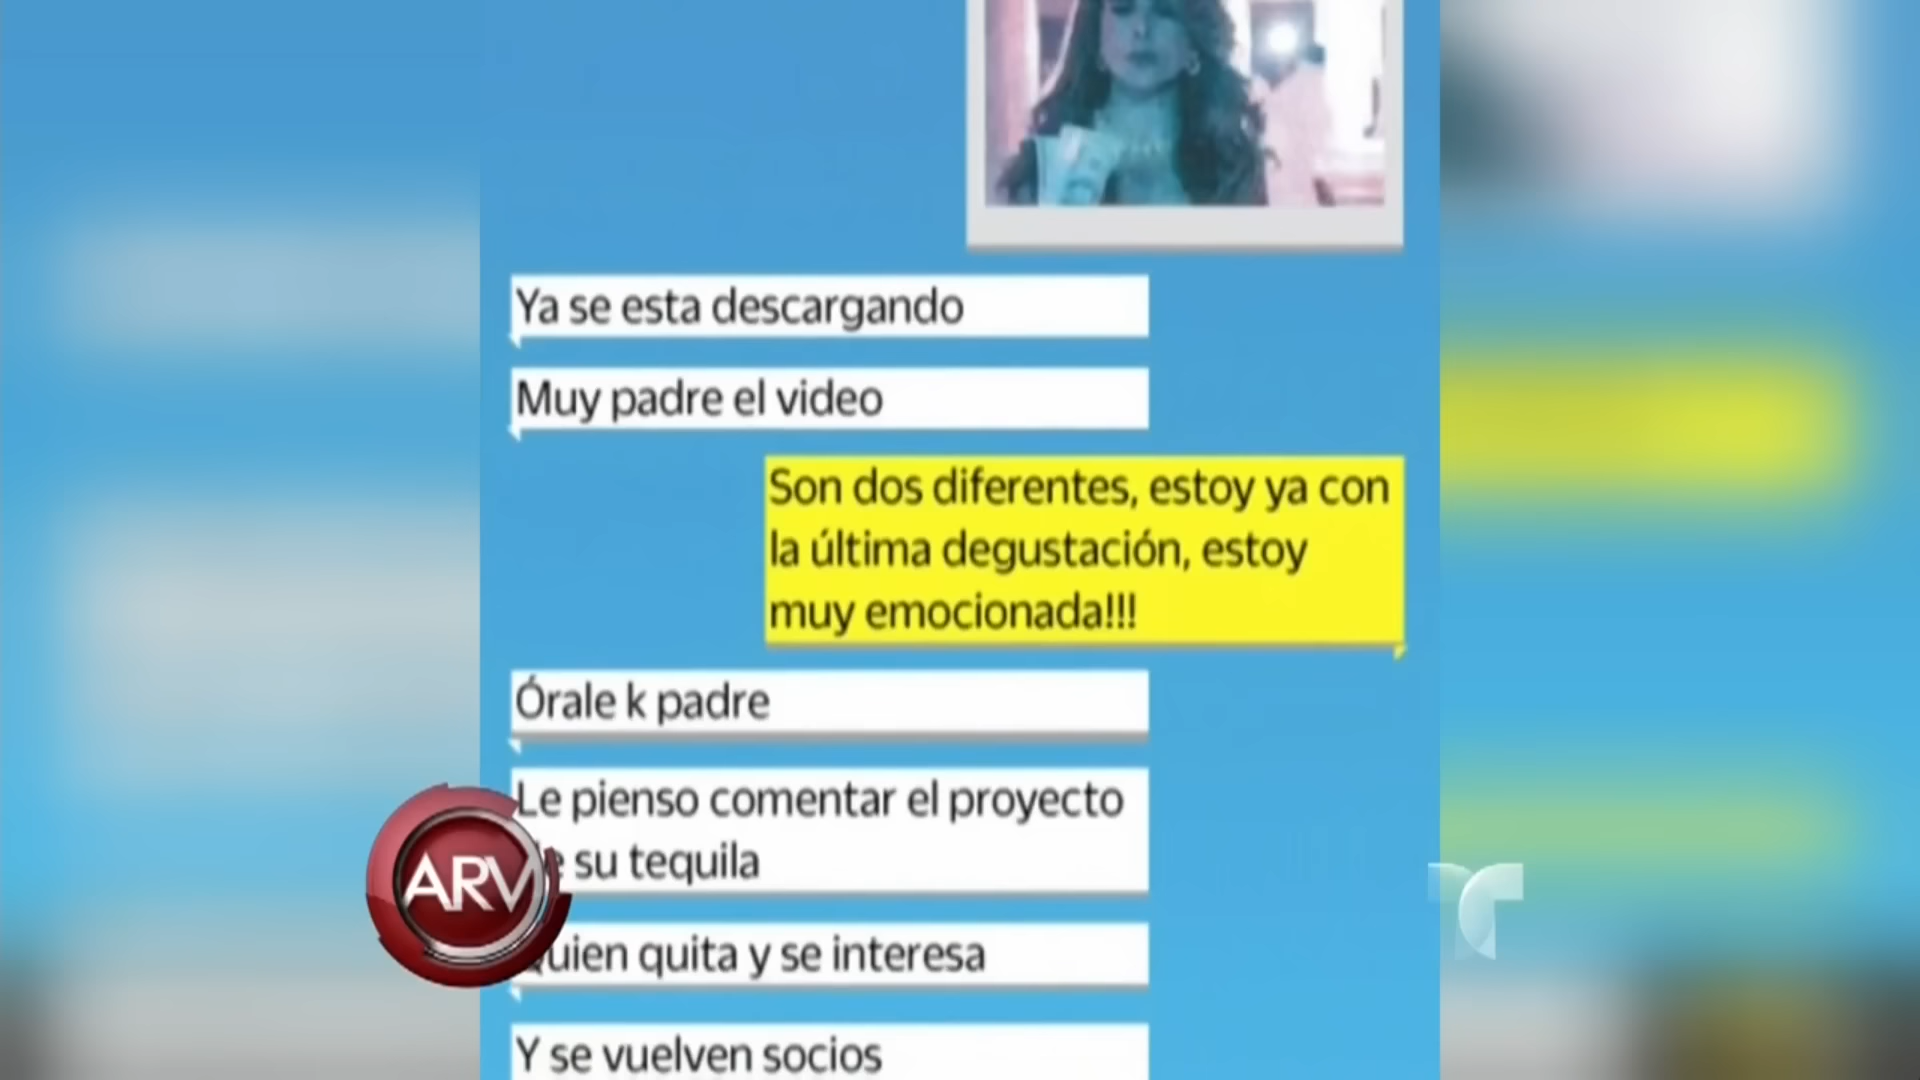 Ya se esta descargando
Muy padre el video
Son dos diferentes, estoy ya con
la última degustación, estoy
muy emocionada!!!
Órale k padre
Le pienso comentar el proyecto
su tequila
ARV
quita y se interesa
Y se vuelven socios